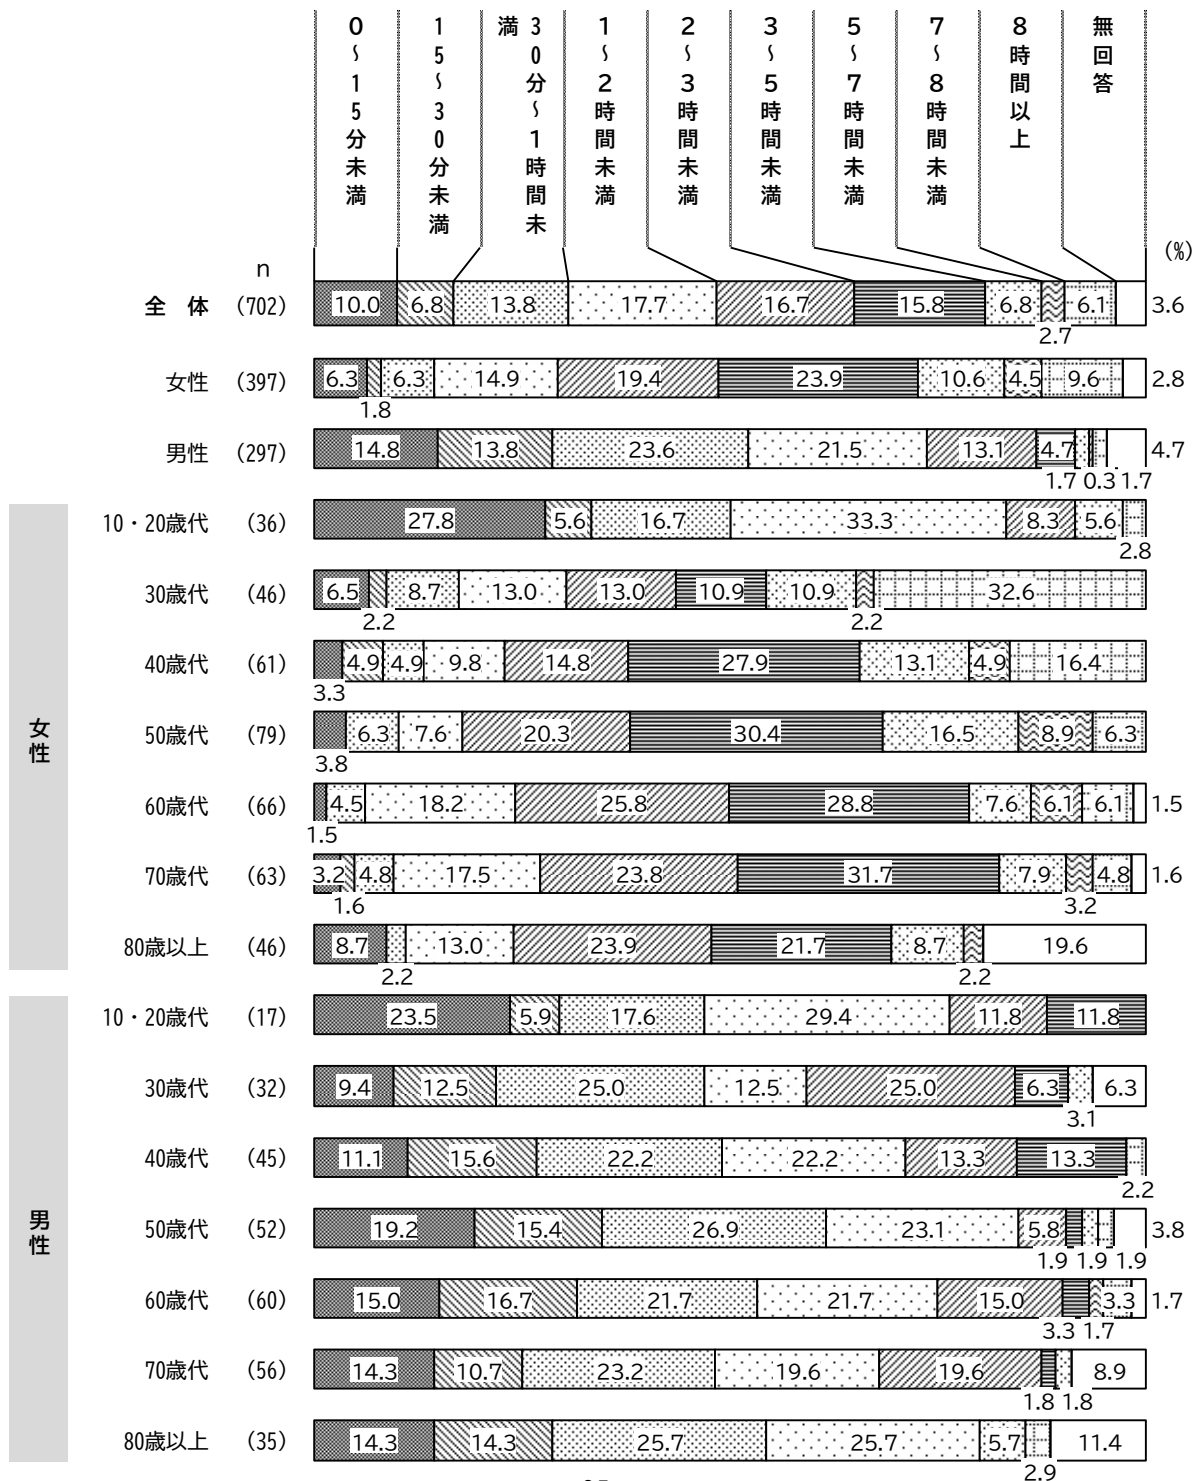 0～15分未満
15～30分未満
30分～1時間未満
1～2時間未満
2～3時間未満
3～5時間未満
5～7時間未満
7～8時間未満
8時間以上
無回答
(%)
n
全　体 (702) 10.0 6.8 13.8 17.7 16.7 15.8 6.8 2.7 6.1 3.6
女性 (397) 6.3 1.8 6.3 14.9 19.4 23.9 10.6 4.5 9.6 2.8
男性 (297) 14.8 13.8 23.6 21.5 13.1 4.7 1.7 0.3 1.7 4.7
女性
10・20歳代 (36) 27.8 5.6 16.7 33.3 8.3 5.6 2.8
30歳代 (46) 6.5 2.2 8.7 13.0 13.0 10.9 10.9 2.2 32.6
40歳代 (61) 3.3 4.9 4.9 9.8 14.8 27.9 13.1 4.9 16.4
50歳代 (79) 3.8 6.3 7.6 20.3 30.4 16.5 8.9 6.3
60歳代 (66) 1.5 4.5 18.2 25.8 28.8 7.6 6.1 6.1 1.5
70歳代 (63) 3.2 1.6 4.8 17.5 23.8 31.7 7.9 3.2 4.8 1.6
80歳以上 (46) 8.7 2.2 13.0 23.9 21.7 8.7 2.2 19.6
男性
10・20歳代 (17) 23.5 5.9 17.6 29.4 11.8 11.8
30歳代 (32) 9.4 12.5 25.0 12.5 25.0 6.3 3.1 6.3
40歳代 (45) 11.1 15.6 22.2 22.2 13.3 13.3 2.2
50歳代 (52) 19.2 15.4 26.9 23.1 5.8 1.9 1.9 1.9 3.8
60歳代 (60) 15.0 16.7 21.7 21.7 15.0 3.3 1.7 3.3 1.7
70歳代 (56) 14.3 10.7 23.2 19.6 19.6 1.8 1.8 8.9
80歳以上 (35) 14.3 14.3 25.7 25.7 5.7 2.9 11.4